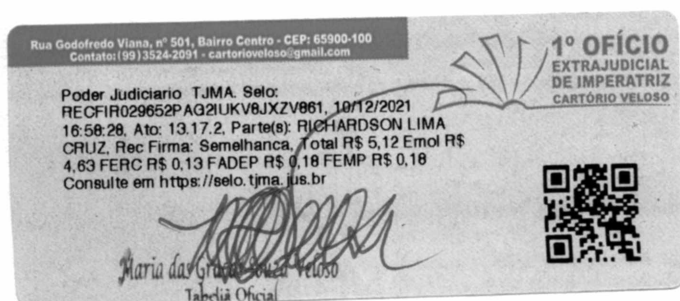 Rua Godofredo Viana, nº 501, Bairro Centro - CEP: 65900-100
Contato:(99)3524-2091 - cartorioveloso@gmail.com
1º OFÍCIO
EXTRAJUDICIAL
DE IMPERATRIZ
CARTÓRIO VELOSO
Poder Judiciario TJMA. Selo:
RECFIR029652PAG2IUKV8JXZV861, 10/12/2021
16:58:28, Ato: 13.17.2, Parte(s): RICHARDSON LIMA
CRUZ, Rec Firma: Semelhanca, Total R$ 5,12 Emol R$
4,63 FERC R$ 0,13 FADEP R$ 0,18 FEMP R$ 0,18
Consulte em https://selo.tjma.jus.br
Maria das Graças Souza Veloso
Tabeliã Oficial